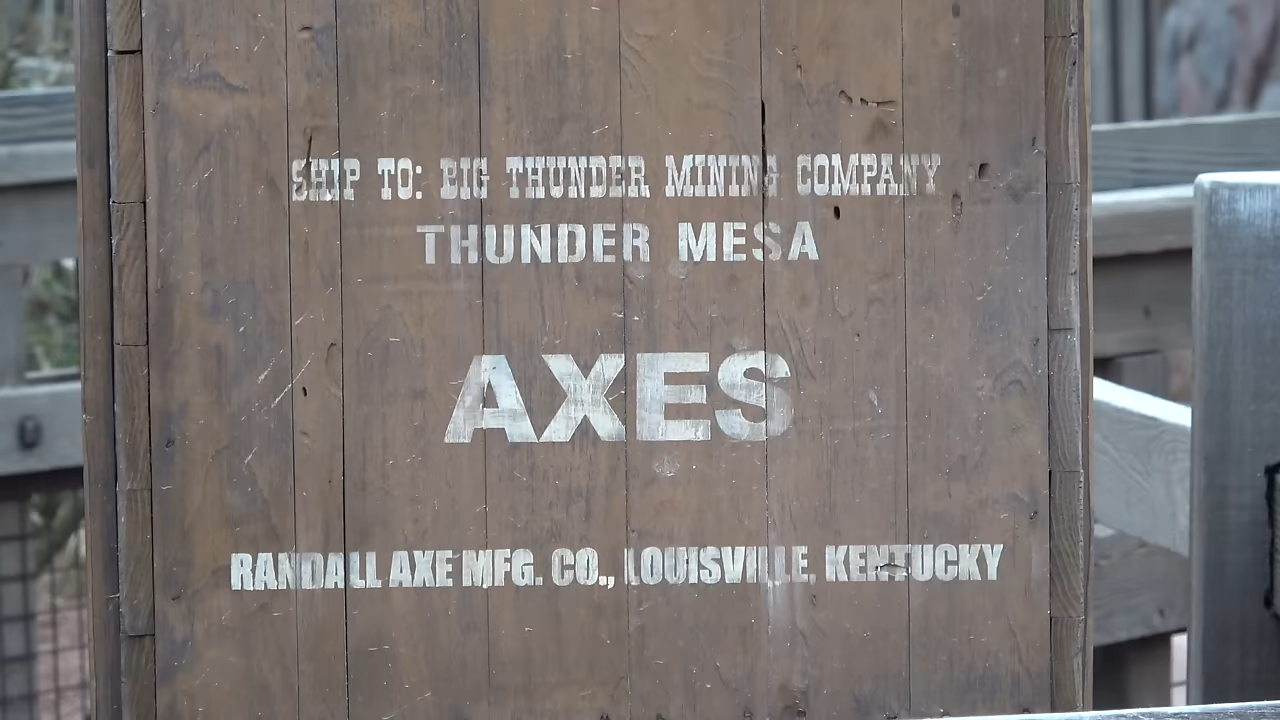 SHIP TO: BIG THUNDER MINING COMPANY
THUNDER MESA
AXES
RANDALL AXE MFG. CO., LOUISVILLE, KENTUCKY